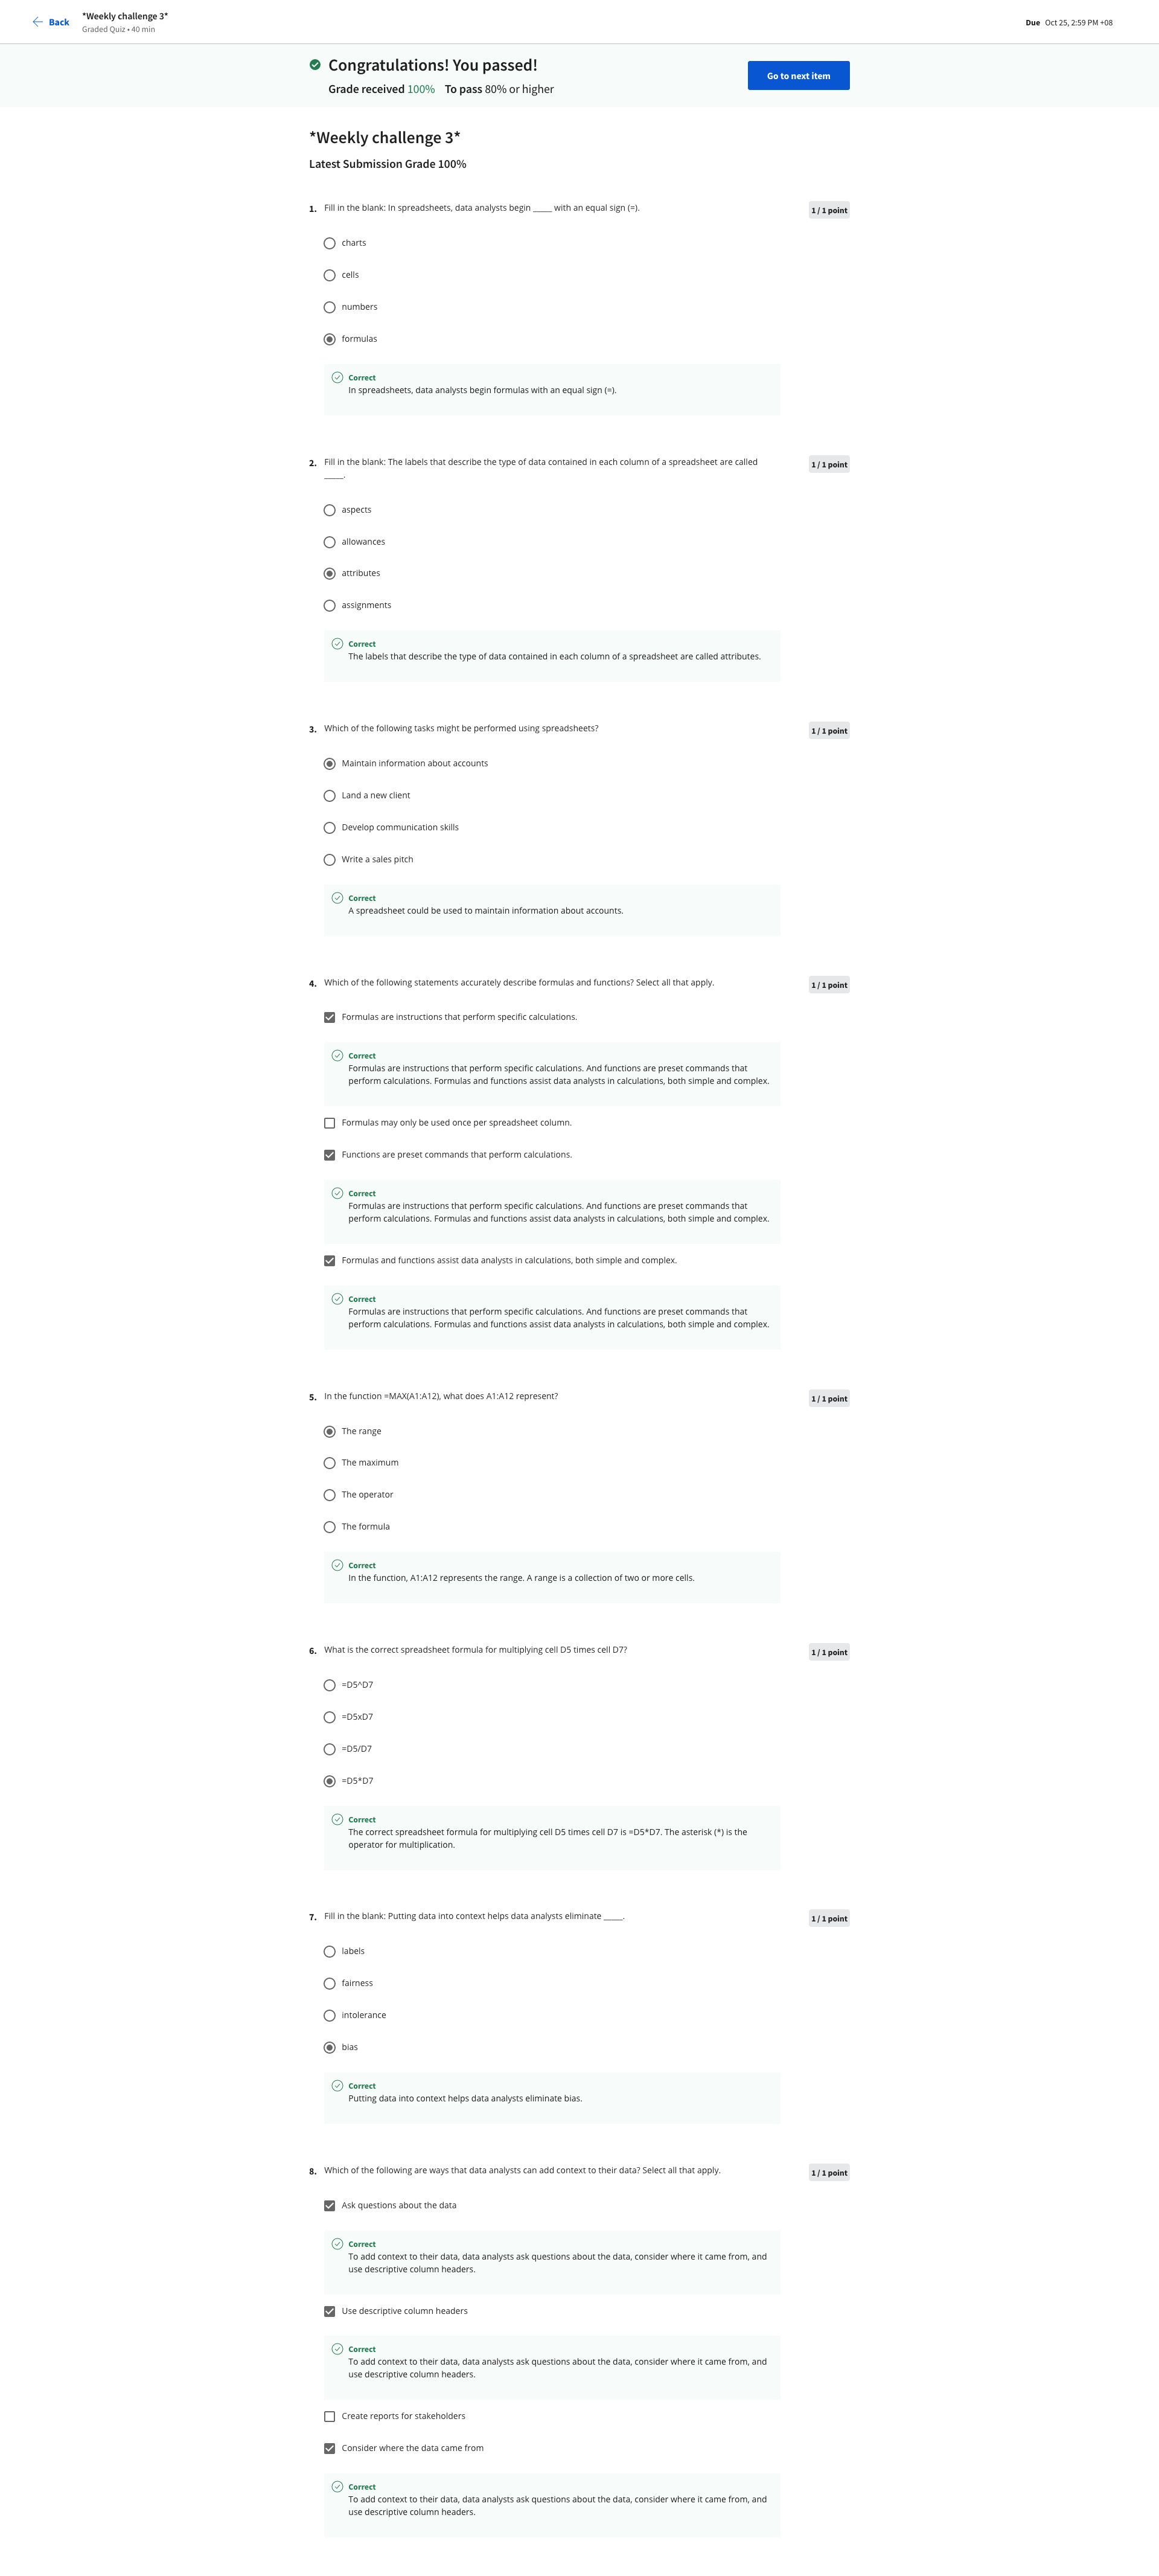 Back
*Weekly challenge 3*
Graded Quiz • 40 min
Due Oct 25, 2:59 PM +08
Congratulations! You passed!
Grade received 100% To pass 80% or higher
Go to next item
*Weekly challenge 3*
Latest Submission Grade 100%
1. Fill in the blank: In spreadsheets, data analysts begin _____ with an equal sign (=).
1 / 1 point
charts
cells
numbers
formulas
Correct
In spreadsheets, data analysts begin formulas with an equal sign (=).
2. Fill in the blank: The labels that describe the type of data contained in each column of a spreadsheet are called
_____.
1 / 1 point
aspects
allowances
attributes
assignments
Correct
The labels that describe the type of data contained in each column of a spreadsheet are called attributes.
3. Which of the following tasks might be performed using spreadsheets?
1 / 1 point
Maintain information about accounts
Land a new client
Develop communication skills
Write a sales pitch
Correct
A spreadsheet could be used to maintain information about accounts.
4. Which of the following statements accurately describe formulas and functions? Select all that apply.
1 / 1 point
Formulas are instructions that perform specific calculations.
Correct
Formulas are instructions that perform specific calculations. And functions are preset commands that
perform calculations. Formulas and functions assist data analysts in calculations, both simple and complex.
Formulas may only be used once per spreadsheet column.
Functions are preset commands that perform calculations.
Correct
Formulas are instructions that perform specific calculations. And functions are preset commands that
perform calculations. Formulas and functions assist data analysts in calculations, both simple and complex.
Formulas and functions assist data analysts in calculations, both simple and complex.
Correct
Formulas are instructions that perform specific calculations. And functions are preset commands that
perform calculations. Formulas and functions assist data analysts in calculations, both simple and complex.
5. In the function =MAX(A1:A12), what does A1:A12 represent?
1 / 1 point
The range
The maximum
The operator
The formula
Correct
In the function, A1:A12 represents the range. A range is a collection of two or more cells.
6. What is the correct spreadsheet formula for multiplying cell D5 times cell D7?
1 / 1 point
=D5^D7
=D5xD7
=D5/D7
=D5*D7
Correct
The correct spreadsheet formula for multiplying cell D5 times cell D7 is =D5*D7. The asterisk (*) is the
operator for multiplication.
7. Fill in the blank: Putting data into context helps data analysts eliminate _____.
1 / 1 point
labels
fairness
intolerance
bias
Correct
Putting data into context helps data analysts eliminate bias.
8. Which of the following are ways that data analysts can add context to their data? Select all that apply.
1 / 1 point
Ask questions about the data
Correct
To add context to their data, data analysts ask questions about the data, consider where it came from, and
use descriptive column headers.
Use descriptive column headers
Correct
To add context to their data, data analysts ask questions about the data, consider where it came from, and
use descriptive column headers.
Create reports for stakeholders
Consider where the data came from
Correct
To add context to their data, data analysts ask questions about the data, consider where it came from, and
use descriptive column headers.